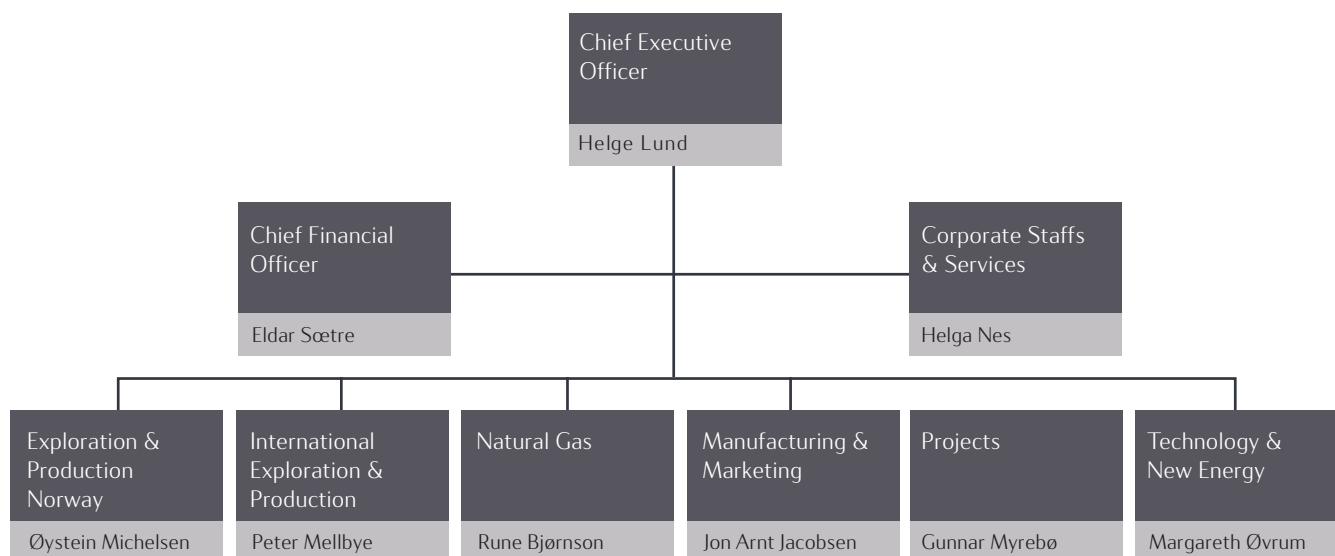 Chief Executive
Officer
Helge Lund
Chief Financial
Officer
Eldar Sœtre
Corporate Staffs
& Services
Helga Nes
Exploration &
Production
Norway
Øystein Michelsen
International
Exploration &
Production
Peter Mellbye
Natural Gas
Rune Bjørnson
Manufacturing &
Marketing
Jon Arnt Jacobsen
Projects
Gunnar Myrebø
Technology &
New Energy
Margareth Øvrum